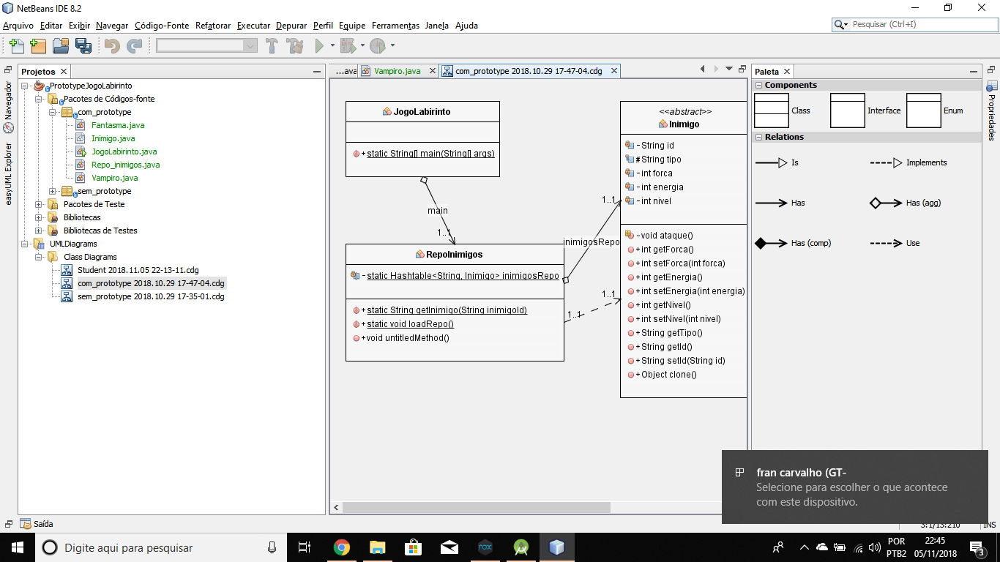 NetBeans IDE 8.2
Arquivo Editar Exibir Navegar Código-Fonte Refatorar Executar Depurar Perfil Equipe Ferramentas Janela Ajuda
Pesquisar (Ctrl+I)
Projetos
...ava
Vampiro.java
com_prototype 2018.10.29 17-47-04.cdg
Paleta
Navegador
easyUML Explorer
PrototypeJogoLabirinto
Pacotes de Códigos-fonte
com_prototype
Fantasma.java
Inimigo.java
JogoLabirinto.java
Repo_inimigos.java
Vampiro.java
sem_prototype
Pacotes de Teste
Bibliotecas
Bibliotecas de Testes
UMLDiagrams
Class Diagrams
Student 2018.11.05 22-13-11.cdg
com_prototype 2018.10.29 17-47-04.cdg
sem_prototype 2018.10.29 17-35-01.cdg
JogoLabirinto
+ static String[] main(String[] args)
main
1..1
RepoInimigos
- static Hashtable<String, Inimigo> inimigosRepo
+ static String getInimigo(String inimigoId)
+ static void loadRepo()
+ void untitledMethod()
inimigosRepo
1..1
1..1
1..1
<<abstract>>
Inimigo
- String id
# String tipo
- int forca
- int energia
- int nivel
~ void ataque()
+ int getForca()
+ int setForca(int forca)
+ int getEnergia()
+ int setEnergia(int energia)
+ int getNivel()
+ int setNivel(int nivel)
+ String getTipo()
+ String getId()
+ String setId(String id)
+ Object clone()
Components
Class
Interface
Enum
Relations
Is
Implements
Has
Has (agg)
Has (comp)
Use
Propriedades
fran carvalho (GT-
Selecione para escolher o que acontece
com este dispositivo.
Saída
3:1/13:210
INS
Digite aqui para pesquisar
nox
POR
PTB2
22:45
05/11/2018
3